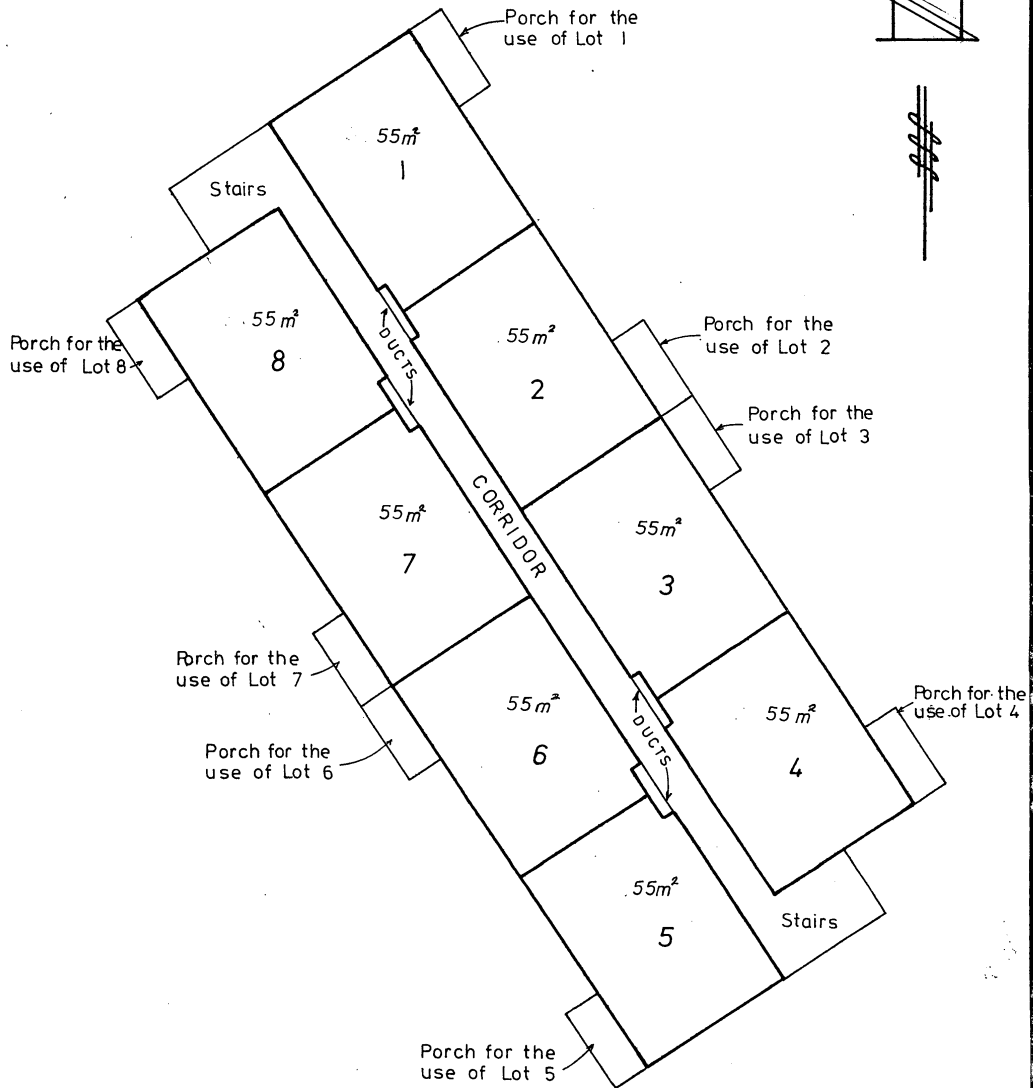 Porch for the
use of Lot 1
55m²
1
Stairs
55m²
8
Porch for the
use of Lot 8
DUCTS
55m²
2
Porch for the
use of Lot 2
Porch for the
use of Lot 3
CORRIDOR
55m²
7
55m²
3
Porch for the
use of Lot 7
Porch for the
use of Lot 6
55m²
6
DUCTS
55m²
4
Porch for the
use of Lot 4
55m²
5
Stairs
Porch for the
use of Lot 5